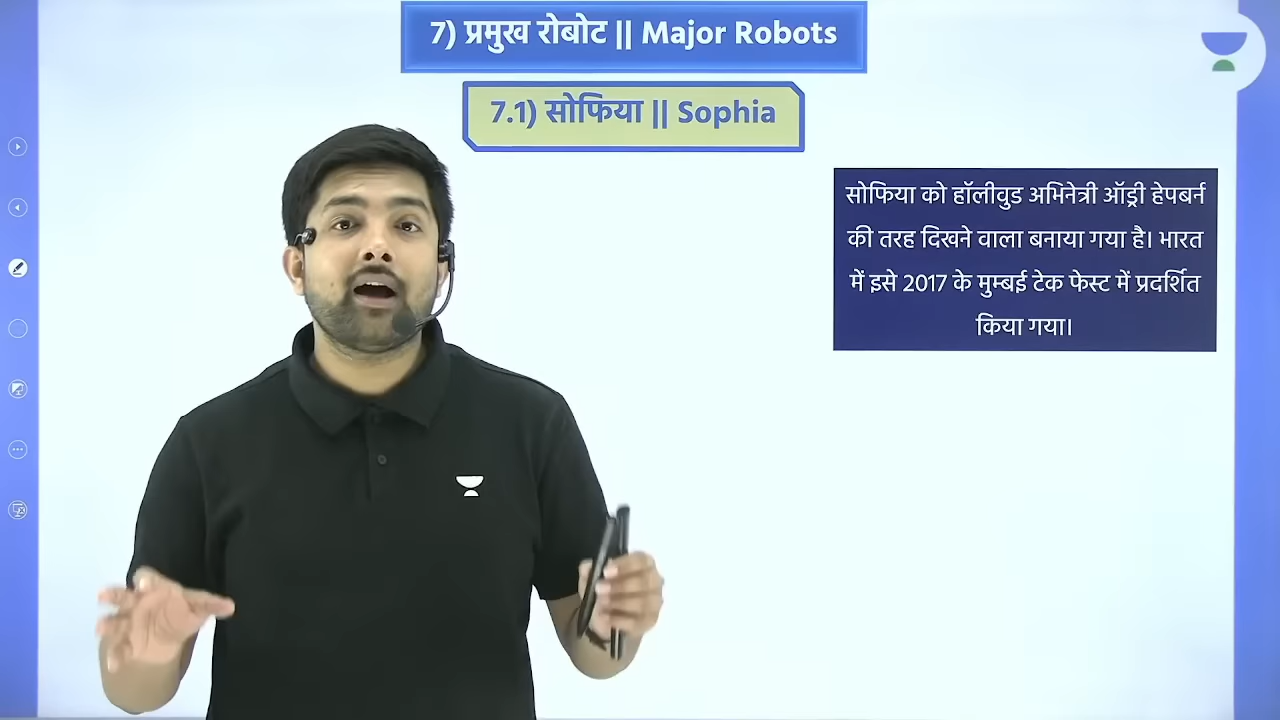 7) प्रमुख रोबोट || Major Robots
7.1) सोफिया || Sophia
सोफिया को हॉलीवुड अभिनेत्री ऑड्री हेपबर्न
की तरह दिखने वाला बनाया गया है। भारत
में इसे 2017 के मुम्बई टेक फेस्ट में प्रदर्शित
किया गया।